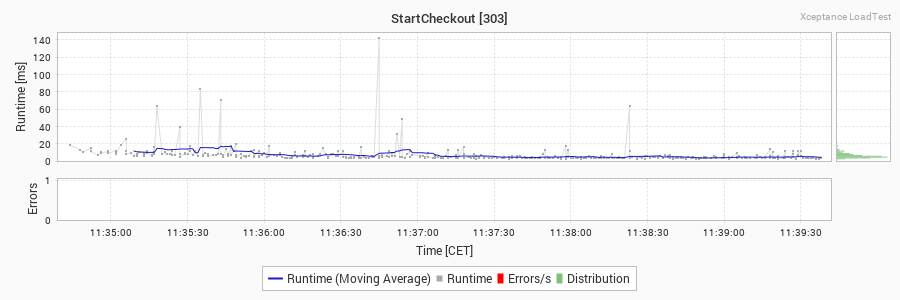 StartCheckout [303]
Xceptance LoadTest
Runtime [ms]
140
120
100
80
60
40
20
0
Errors
1
0
11:35:00 11:35:30 11:36:00 11:36:30 11:37:00 11:37:30 11:38:00 11:38:30 11:39:00 11:39:30
Time [CET]
Runtime (Moving Average) Runtime Errors/s Distribution